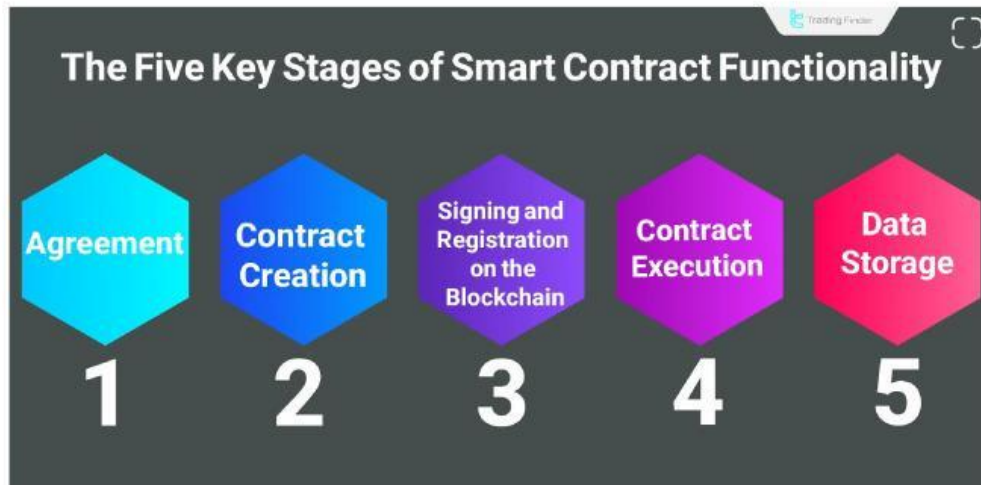 Trading Finder
The Five Key Stages of Smart Contract Functionality
Agreement
Contract
Creation
Signing and
Registration
on the
Blockchain
Contract
Execution
Data
Storage
1
2
3
4
5